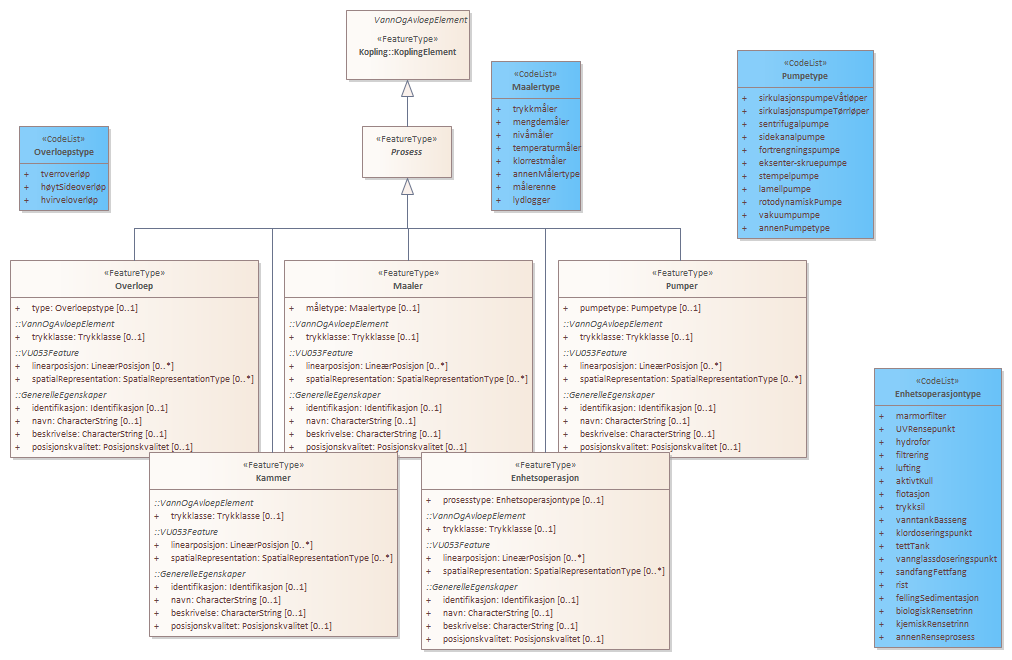 VannOgAvloepElement
«FeatureType»
Kopling::KoplingElement
«FeatureType»
Prosess
«CodeList»
Overloepstype
+ tverroverløp
+ høytSideoverløp
+ hvirveloverløp
«CodeList»
Maalertype
+ trykkmåler
+ mengdemåler
+ nivåmåler
+ temperaturmåler
+ klorrestmåler
+ annenMålertype
+ målerenne
+ lydlogger
«CodeList»
Pumpetype
+ sirkulasjonspumpeVåtløper
+ sirkulasjonspumpeTørrløper
+ sentrifugalpumpe
+ sidekanalpumpe
+ fortrengningspumpe
+ eksenter-skruepumpe
+ stempelpumpe
+ lamellpumpe
+ rotodynamiskPumpe
+ vakuumpumpe
+ annenPumpetype
«FeatureType»
Overloep
+ type: Overloepstype [0..1]
::VannOgAvloepElement
+ trykklasse: Trykklasse [0..1]
::VU053Feature
+ linearposisjon: LineærPosisjon [0..*]
+ spatialRepresentation: SpatialRepresentationType [0..*]
::GenerelleEgenskaper
+ identifikasjon: Identifikasjon [0..1]
+ navn: CharacterString [0..1]
+ beskrivelse: CharacterString [0..1]
+ posisjonskvalitet: Posisjonskvalitet [0..1]
«FeatureType»
Maaler
+ måletype: Maalertype [0..1]
::VannOgAvloepElement
+ trykklasse: Trykklasse [0..1]
::VU053Feature
+ linearposisjon: LineærPosisjon [0..*]
+ spatialRepresentation: SpatialRepresentationType [0..*]
::GenerelleEgenskaper
+ identifikasjon: Identifikasjon [0..1]
+ navn: CharacterString [0..1]
+ beskrivelse: CharacterString [0..1]
+ posisjonskvalitet: Posisjonskvalitet [0..1]
«FeatureType»
Pumper
+ pumpetype: Pumpetype [0..1]
::VannOgAvloepElement
+ trykklasse: Trykklasse [0..1]
::VU053Feature
+ linearposisjon: LineærPosisjon [0..*]
+ spatialRepresentation: SpatialRepresentationType [0..*]
::GenerelleEgenskaper
+ identifikasjon: Identifikasjon [0..1]
+ navn: CharacterString [0..1]
+ beskrivelse: CharacterString [0..1]
+ posisjonskvalitet: Posisjonskvalitet [0..1]
«FeatureType»
Kammer
::VannOgAvloepElement
+ trykklasse: Trykklasse [0..1]
::VU053Feature
+ linearposisjon: LineærPosisjon [0..*]
+ spatialRepresentation: SpatialRepresentationType [0..*]
::GenerelleEgenskaper
+ identifikasjon: Identifikasjon [0..1]
+ navn: CharacterString [0..1]
+ beskrivelse: CharacterString [0..1]
+ posisjonskvalitet: Posisjonskvalitet [0..1]
«FeatureType»
Enhetsoperasjon
+ prosesstype: Enhetsoperasjontype [0..1]
::VannOgAvloepElement
+ trykklasse: Trykklasse [0..1]
::VU053Feature
+ linearposisjon: LineærPosisjon [0..*]
+ spatialRepresentation: SpatialRepresentationType [0..*]
::GenerelleEgenskaper
+ identifikasjon: Identifikasjon [0..1]
+ navn: CharacterString [0..1]
+ beskrivelse: CharacterString [0..1]
+ posisjonskvalitet: Posisjonskvalitet [0..1]
«CodeList»
Enhetsoperasjontype
+ marmorfilter
+ UVRensepunkt
+ hydrofor
+ filtrering
+ lufting
+ aktivtKull
+ flotasjon
+ trykksil
+ vanntankBasseng
+ klordoseringspunkt
+ tettTank
+ vannglassdoseringspunkt
+ sandfangFettfang
+ rist
+ fellingSedimentasjon
+ biologiskRensetrinn
+ kjemiskRensetrinn
+ annenRenseprosess